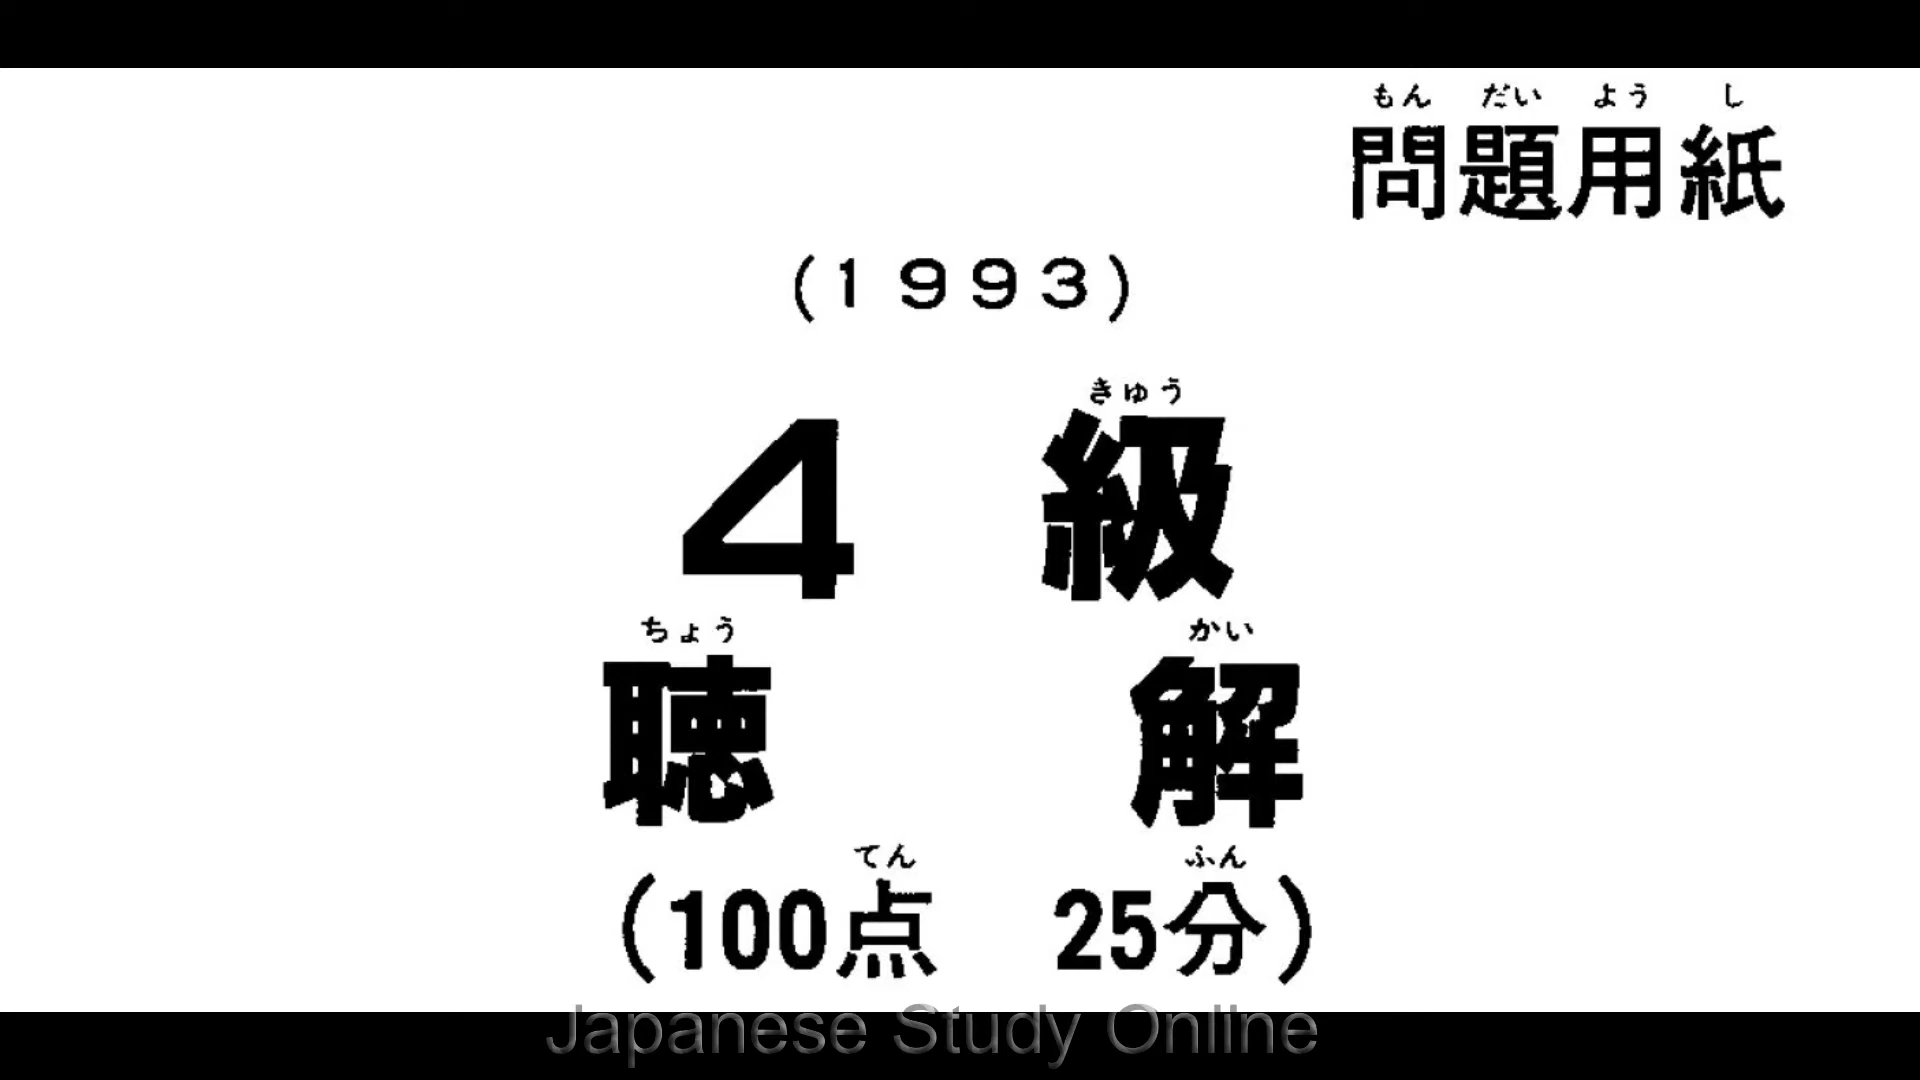 もんだいようし
問題用紙
(1993)
きゅう
4級
ちょうかい
聴解
てん ふん
(100点 25分)
Japanese Study Online